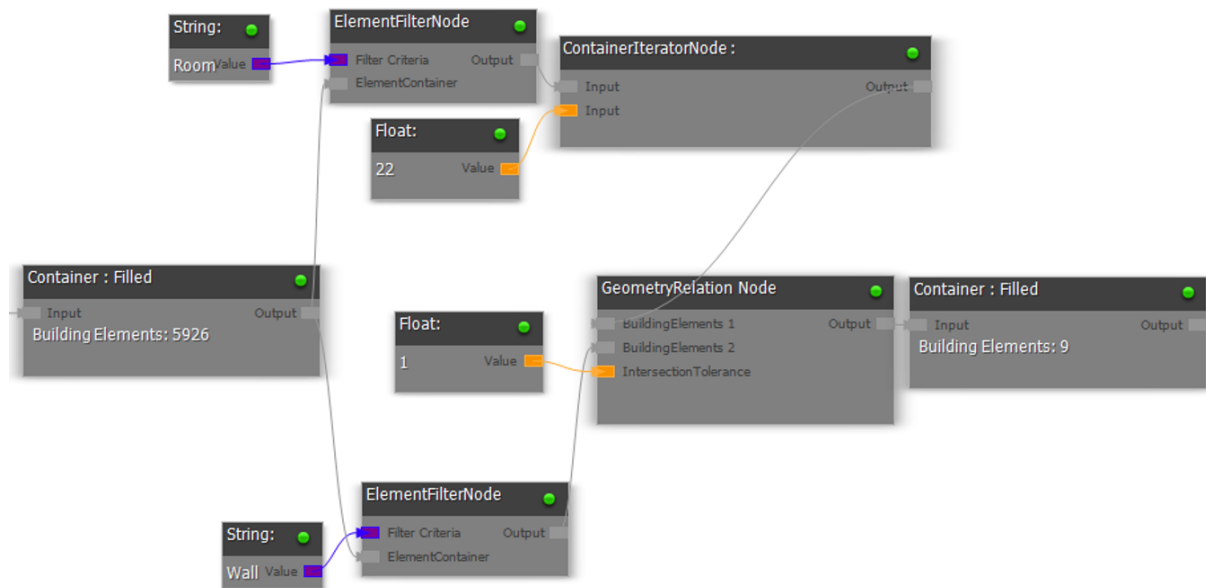 String:
Room Value
ElementFilterNode
Filter Criteria Output
ElementContainer
ContainerIteratorNode :
Input Output
Input
Float:
22 Value
Container : Filled
Input Output
Building Elements: 5926
Float:
1 Value
GeometryRelation Node
BuildingElements 1 Output
BuildingElements 2
IntersectionTolerance
Container : Filled
Input Output
Building Elements: 9
ElementFilterNode
Filter Criteria Output
ElementContainer
String:
Wall Value